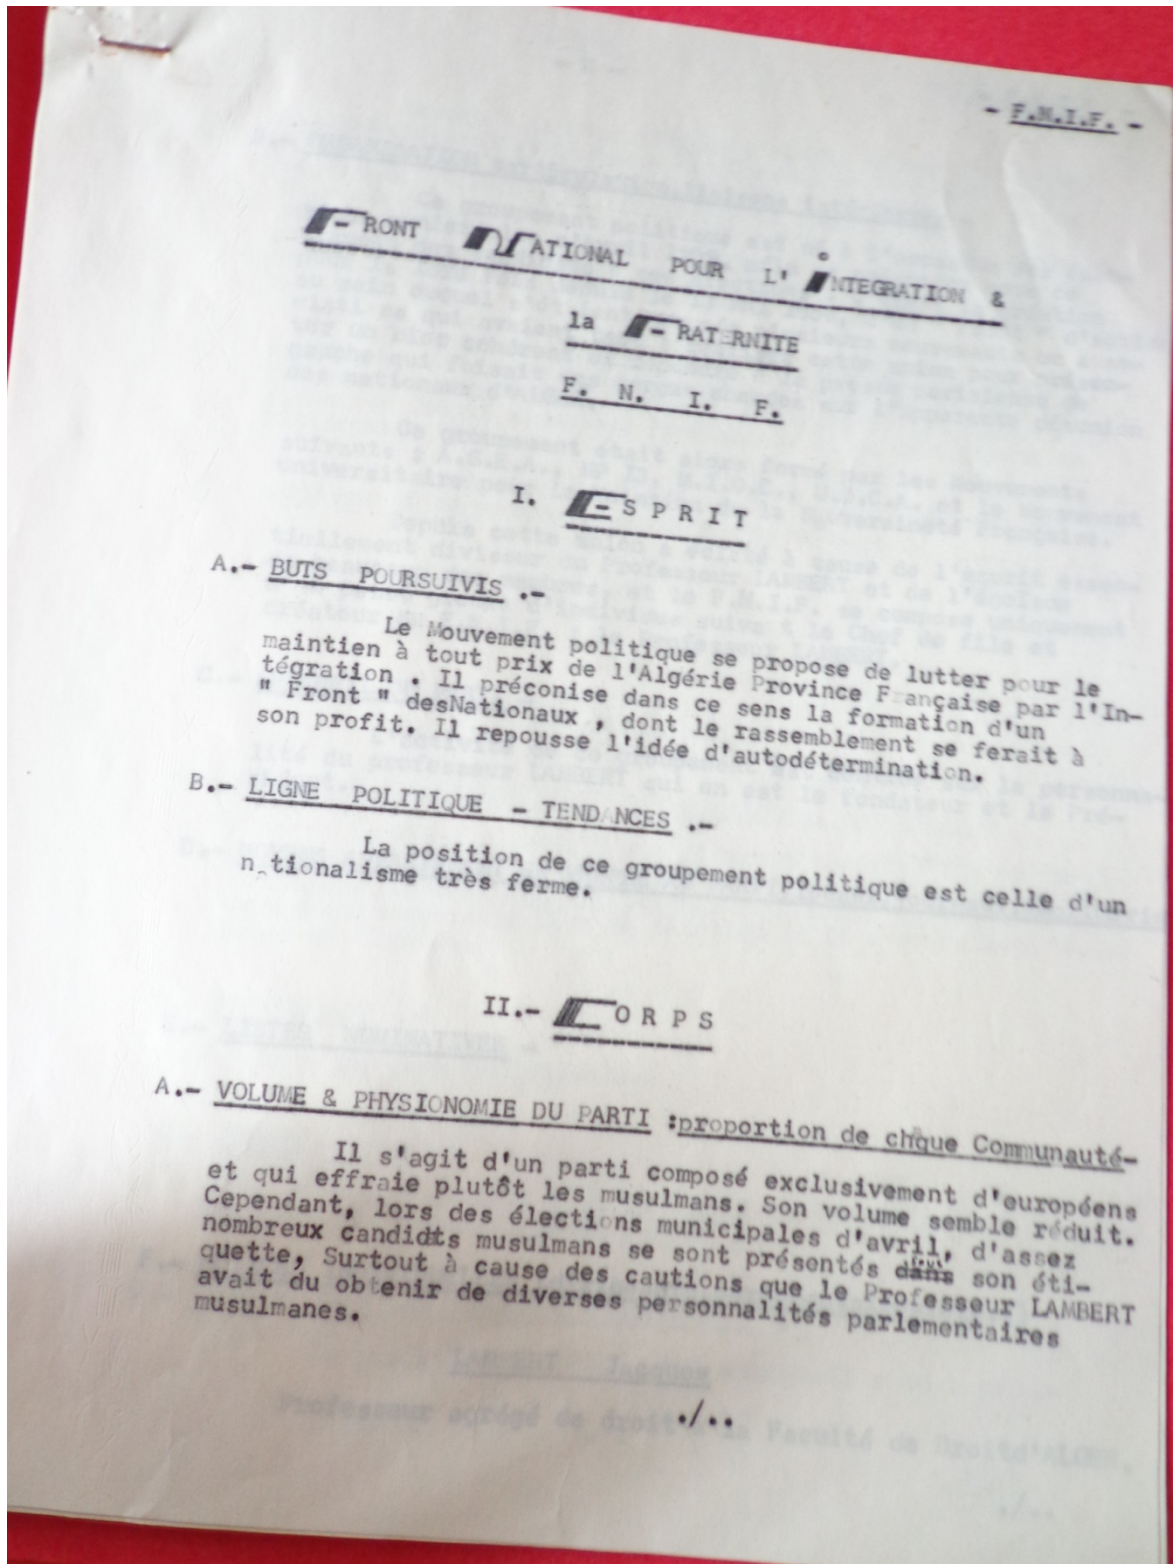 - F.N.I.F. -
FRONT NATIONAL POUR L' INTEGRATION &
la FRATERNITE
F. N. I. F.
I. ESPRIT
A.- BUTS POURSUIVIS .-
Le Mouvement politique se propose de lutter pour le
maintien à tout prix de l'Algérie Province Française par l'In-
tégration . Il préconise dans ce sens la formation d'un
" Front " desNationaux , dont le rassemblement se ferait à
son profit. Il repousse l'idée d'autodétermination.
B.- LIGNE POLITIQUE - TENDANCES .-
La position de ce groupement politique est celle d'un
nationalisme très ferme.
II.- CORPS
A.- VOLUME & PHYSIONOMIE DU PARTI :proportion de chque Communauté-
Il s'agit d'un parti composé exclusivement d'européens
et qui effraie plutôt les musulmans. Son volume semble réduit.
Cependant, lors des élections municipales d'avril, d'assez
nombreux candidts musulmans se sont présentés sous son éti-
quette, Surtout à cause des cautions que le Professeur LAMBERT
avait du obtenir de diverses personnalités parlementaires
musulmanes.
./..